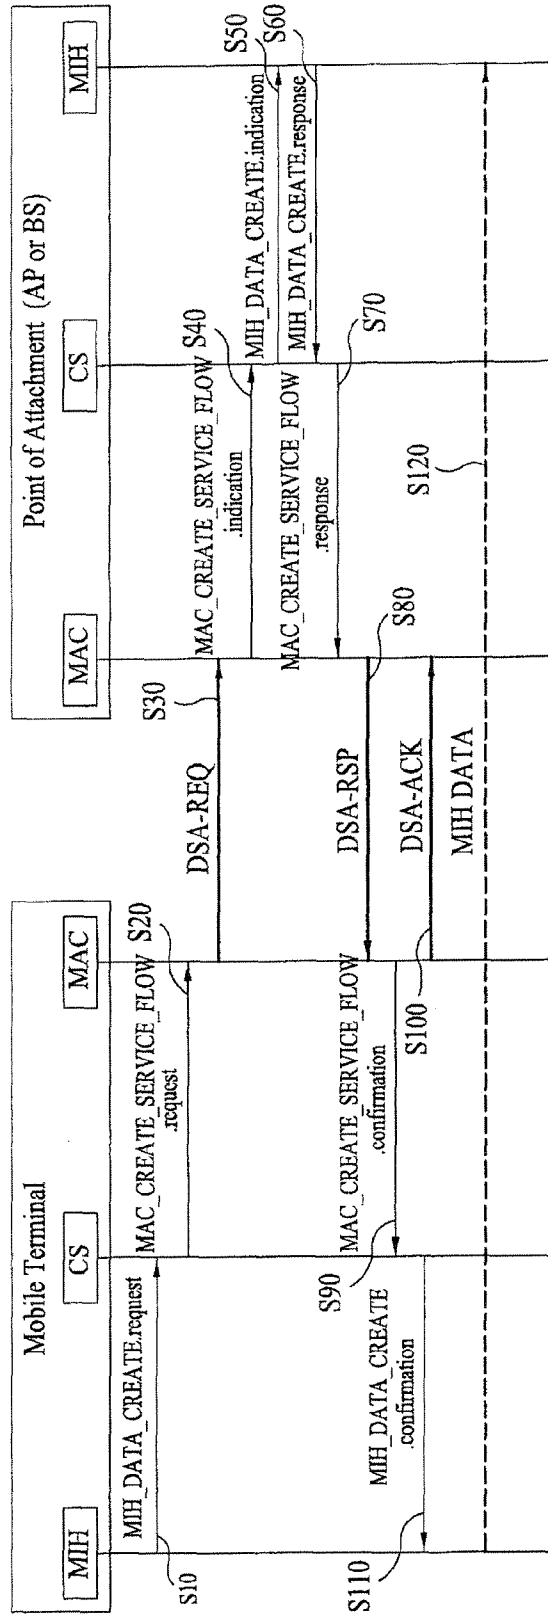 Mobile Terminal
Point of Attachment (AP or BS)
MIH
CS
MAC
MAC
CS
MIH
MIH_DATA_CREATE.request
S10
MAC_CREATE_SERVICE_FLOW
.request
S20
DSA-REQ
S30
MAC_CREATE_SERVICE_FLOW
.indication
S40
MIH_DATA_CREATE.indication
S50
MIH_DATA_CREATE.response
S60
MAC_CREATE_SERVICE_FLOW
.response
S70
DSA-RSP
S80
MAC_CREATE_SERVICE_FLOW
.confirmation
S90
DSA-ACK
S100
MIH_DATA_CREATE
.confirmation
S110
MIH DATA
S120